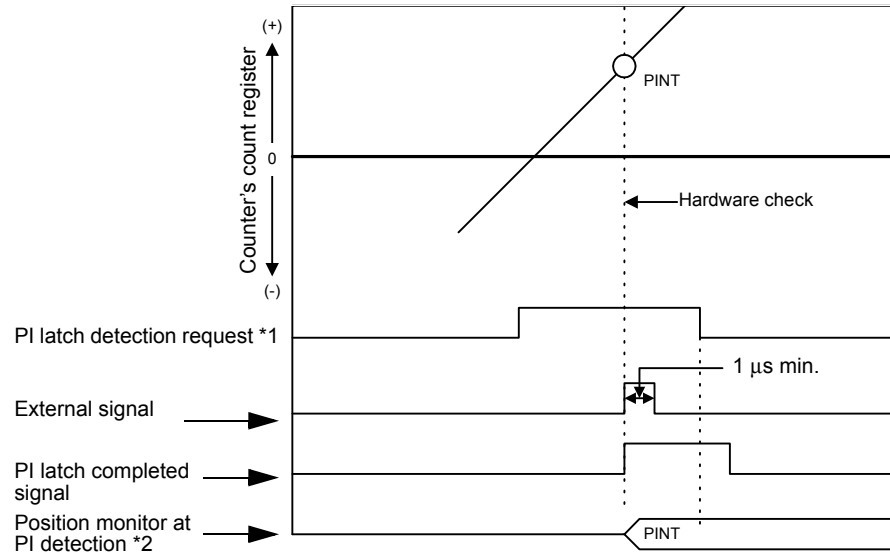 (+)
Counter's count register
0
(-)
PINT
Hardware check
PI latch detection request *1
1 μs min.
External signal
PI latch completed
signal
Position monitor at
PI detection *2
PINT